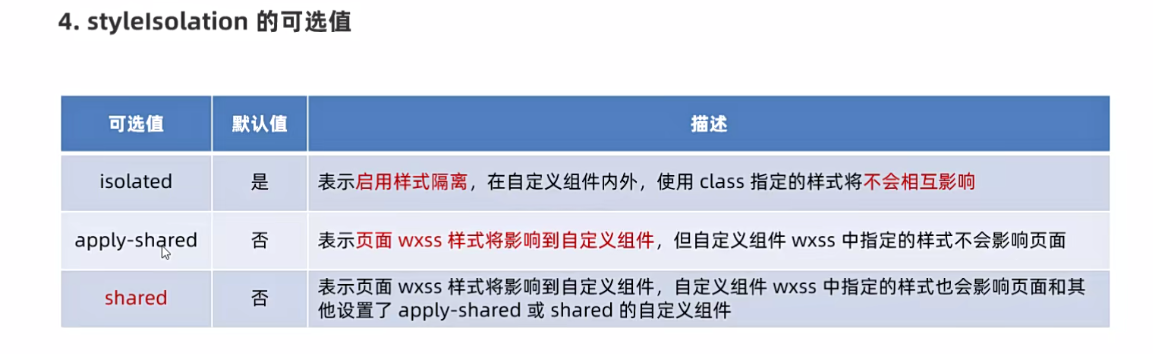 4. styleIsolation 的可选值
可选值 默认值 描述
isolated 是 表示启用样式隔离，在自定义组件内外，使用 class 指定的样式将不会相互影响
apply-shared 否 表示页面 wxss 样式将影响到自定义组件，但自定义组件 wxss 中指定的样式不会影响页面
shared 否 表示页面 wxss 样式将影响到自定义组件，自定义组件 wxss 中指定的样式也会影响页面和其
他设置了 apply-shared 或 shared 的自定义组件